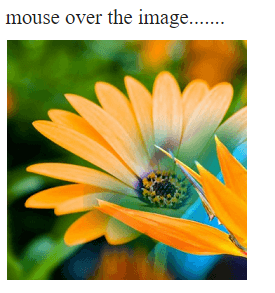 mouse over the image.......